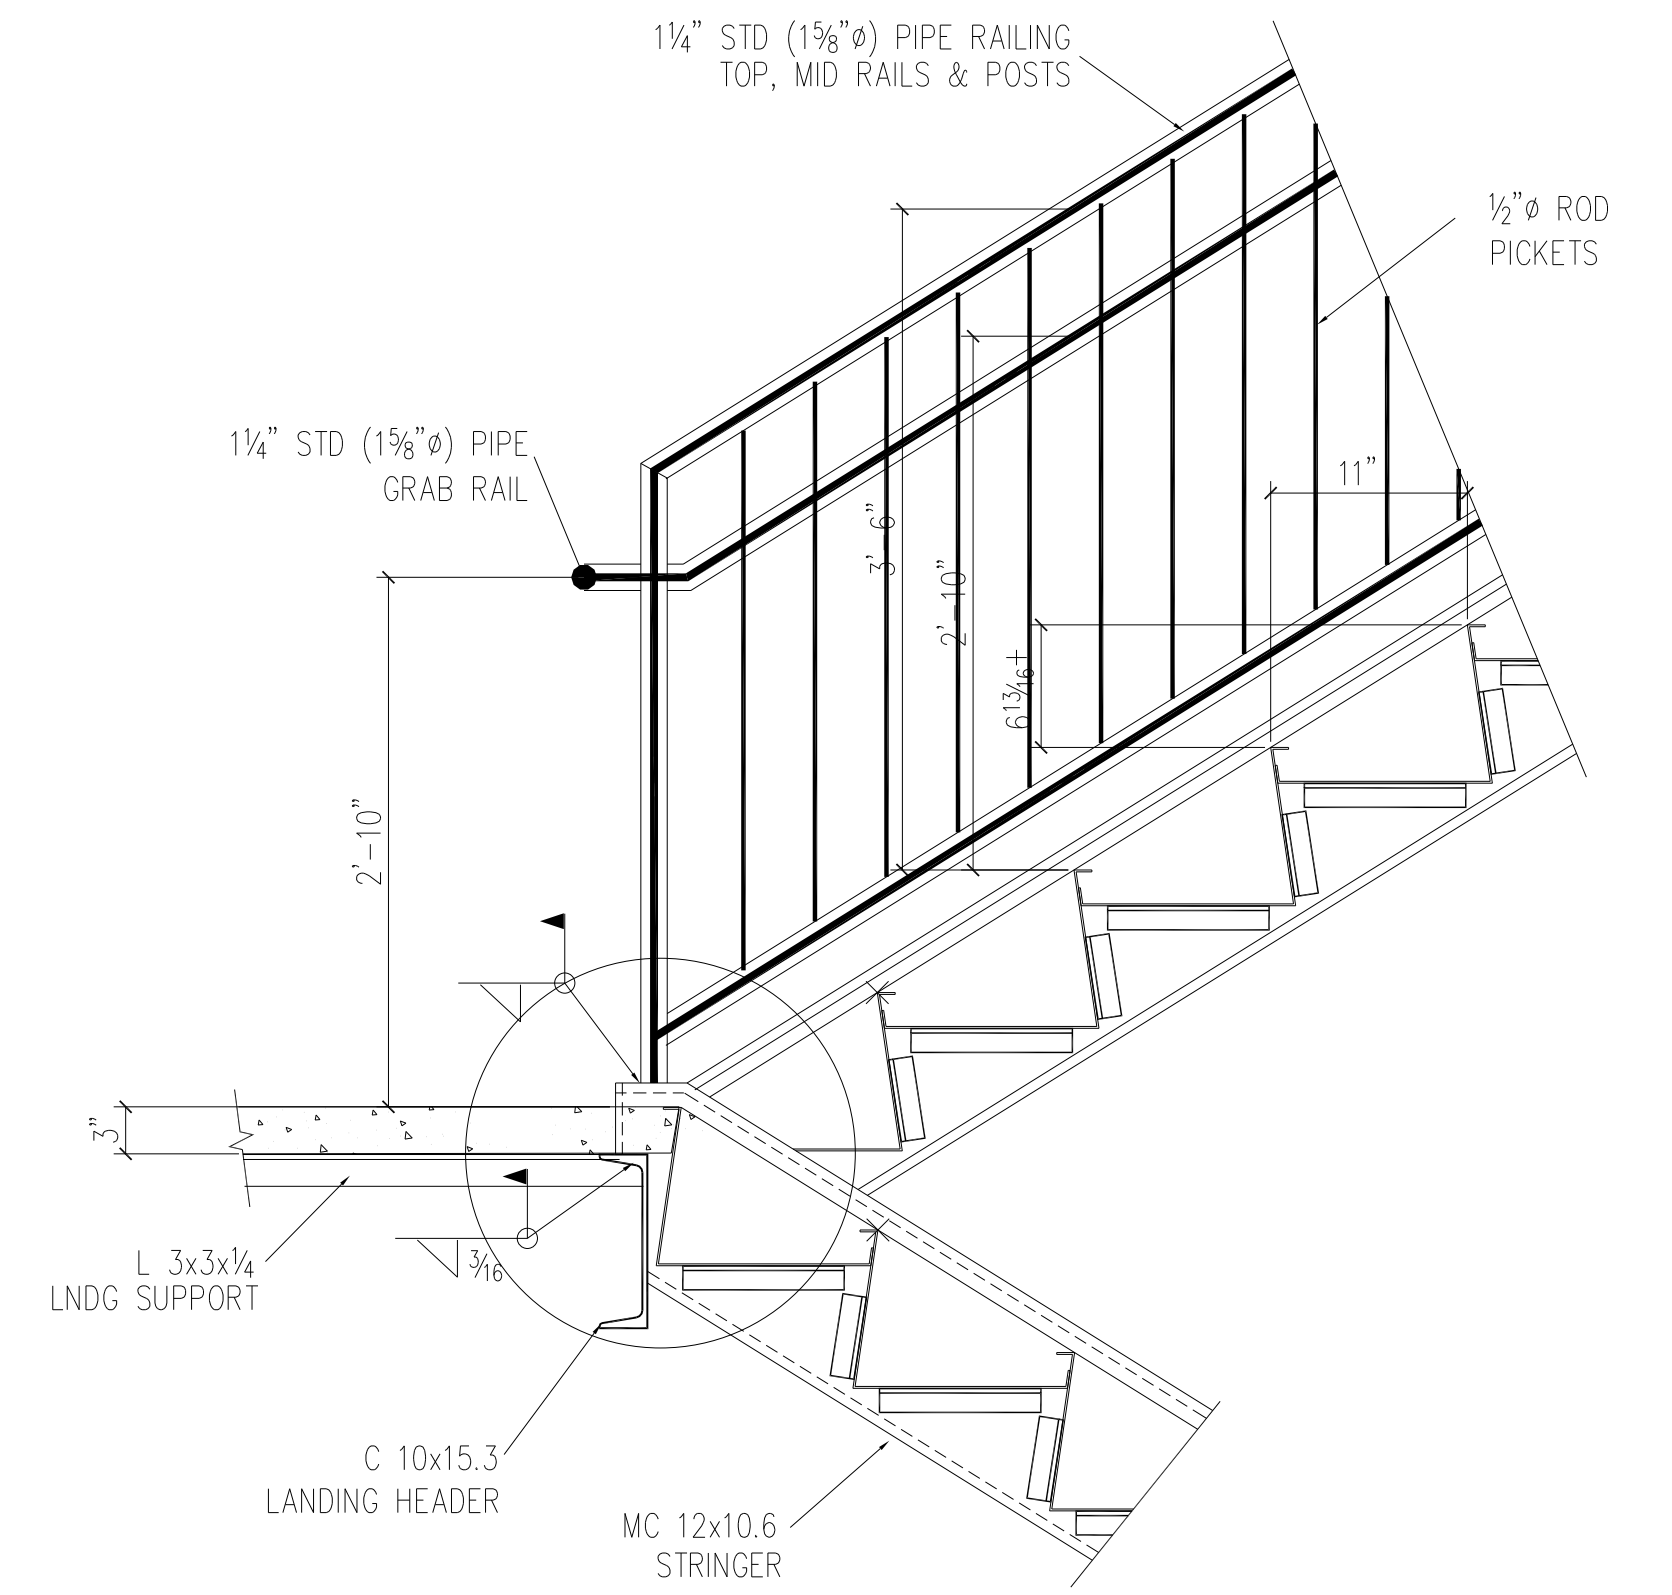 1¼" STD (1⅝"ø) PIPE RAILING
TOP, MID RAILS & POSTS
½"ø ROD
PICKETS
1¼" STD (1⅝"ø) PIPE
GRAB RAIL
11"
3'-6"
2'-10"
6 13/16+
2'-10"
3"
L 3x3x¼
LNDG SUPPORT
3/16
C 10x15.3
LANDING HEADER
MC 12x10.6
STRINGER